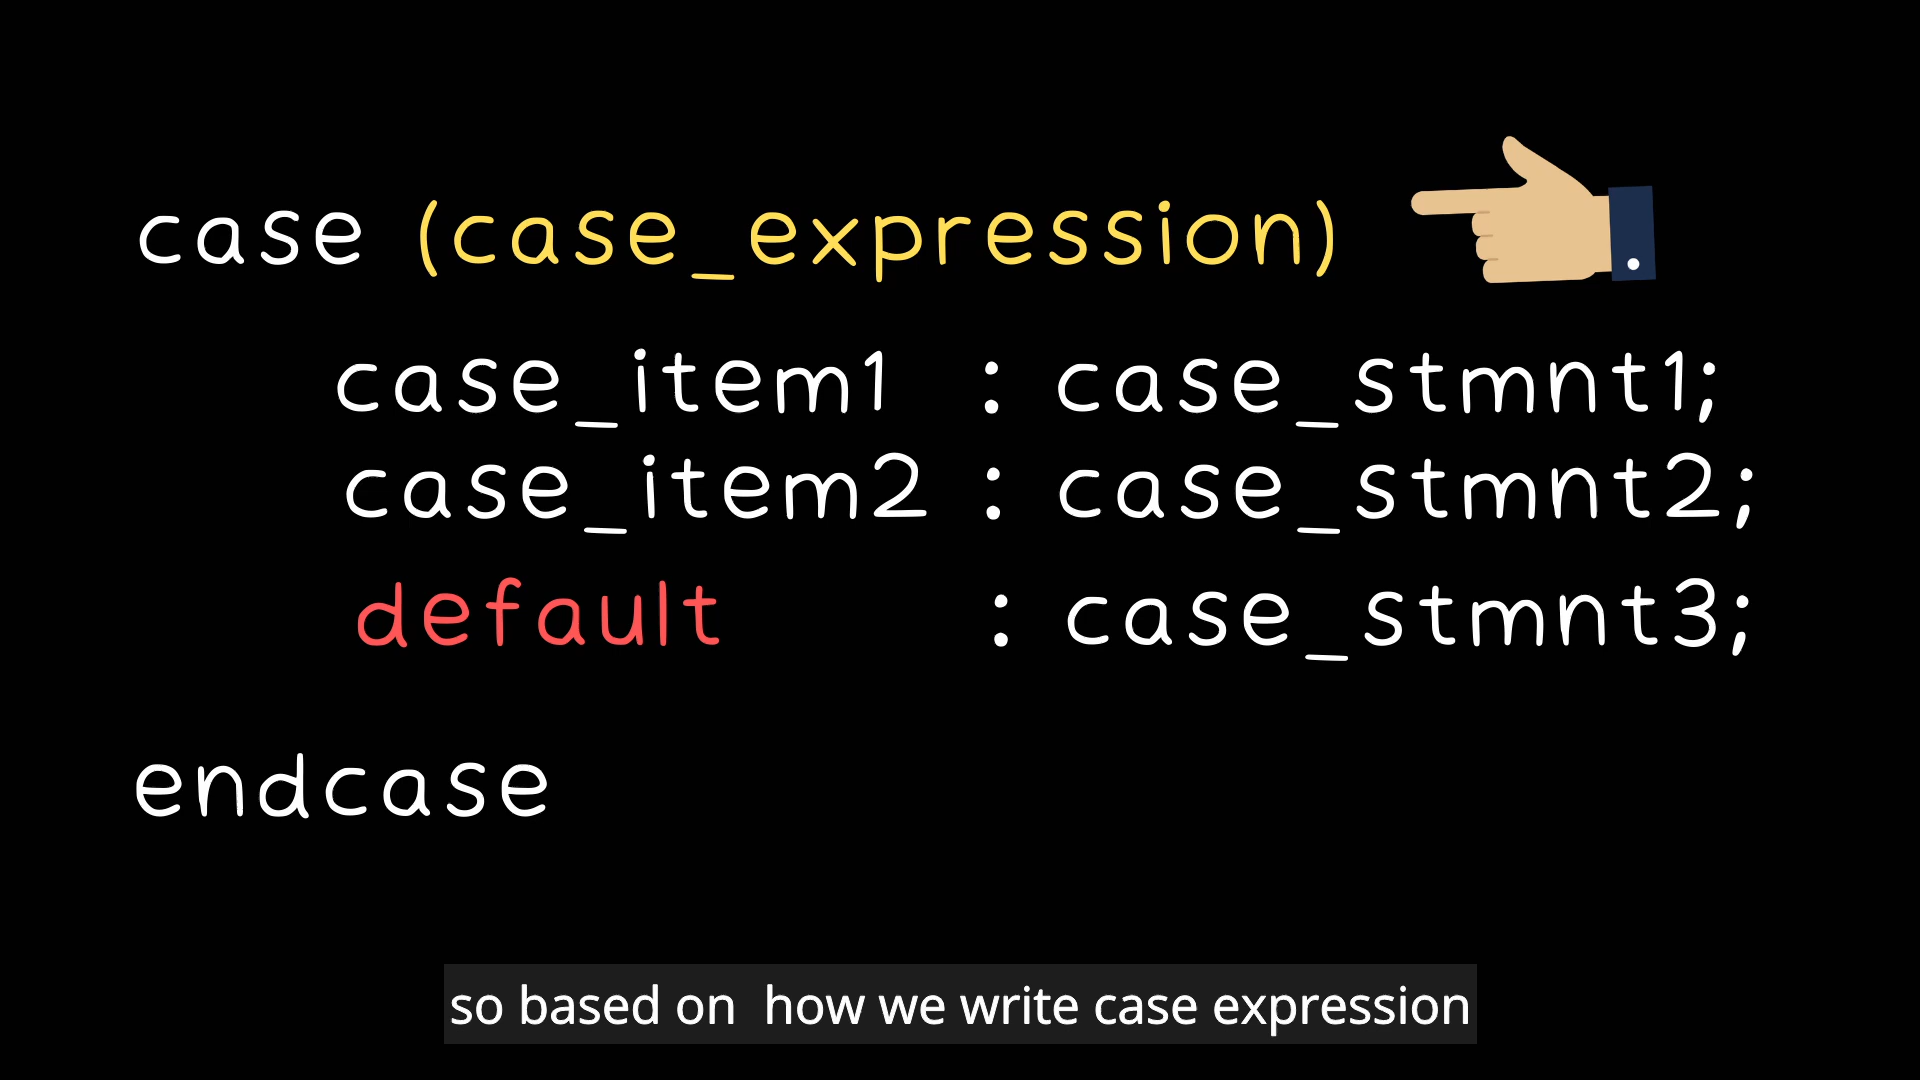 case (case_expression)
case_item1 : case_stmnt1;
case_item2 : case_stmnt2;
default : case_stmnt3;
endcase
so based on how we write case expression